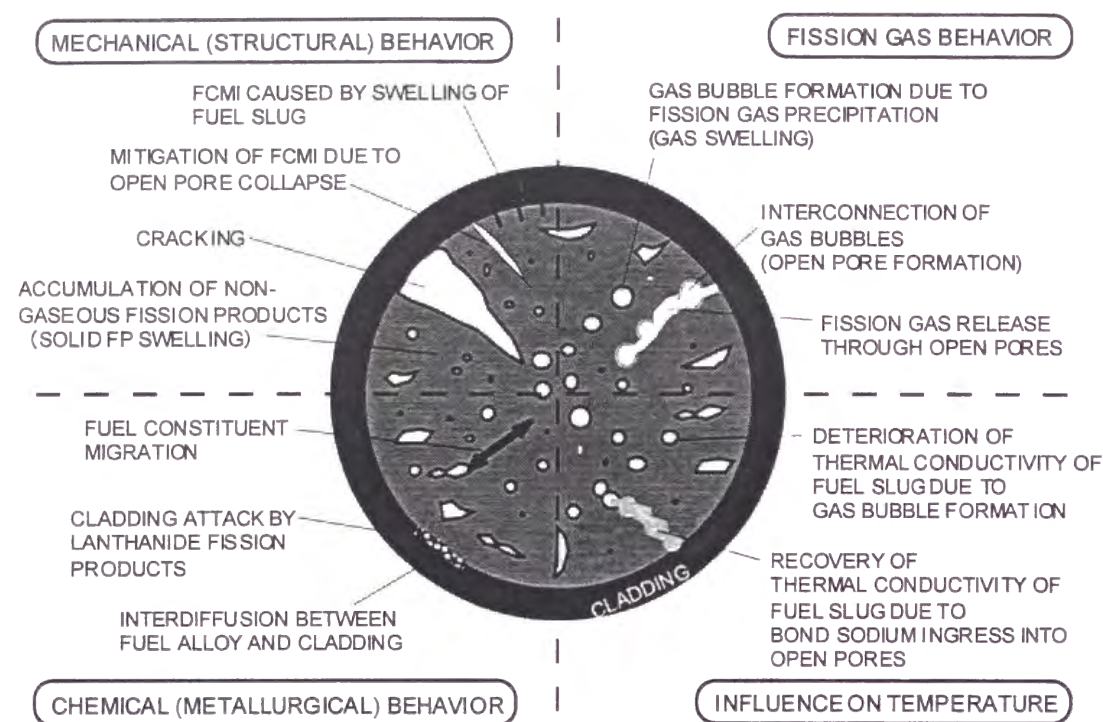 MECHANICAL (STRUCTURAL) BEHAVIOR
FCMI CAUSED BY SWELLING OF
FUEL SLUG
MITIGATION OF FCMI DUE TO
OPEN PORE COLLAPSE
CRACKING
ACCUMULATION OF NON-
GASEOUS FISSION PRODUCTS
(SOLID FP SWELLING)
FISSION GAS BEHAVIOR
GAS BUBBLE FORMATION DUE TO
FISSION GAS PRECIPITATION
(GAS SWELLING)
INTERCONNECTION OF
GAS BUBBLES
(OPEN PORE FORMATION)
FISSION GAS RELEASE
THROUGH OPEN PORES
FUEL CONSTITUENT
MIGRATION
CLADDING ATTACK BY
LANTHANIDE FISSION
PRODUCTS
INTERDIFFUSION BETWEEN
FUEL ALLOY AND CLADDING
CHEMICAL (METALLURGICAL) BEHAVIOR
CLADDING
DETERIORATION OF
THERMAL CONDUCTIVITY OF
FUEL SLUG DUE TO
GAS BUBBLE FORMATION
RECOVERY OF
THERMAL CONDUCTIVITY OF
FUEL SLUG DUE TO
BOND SODIUM INGRESS INTO
OPEN PORES
INFLUENCE ON TEMPERATURE